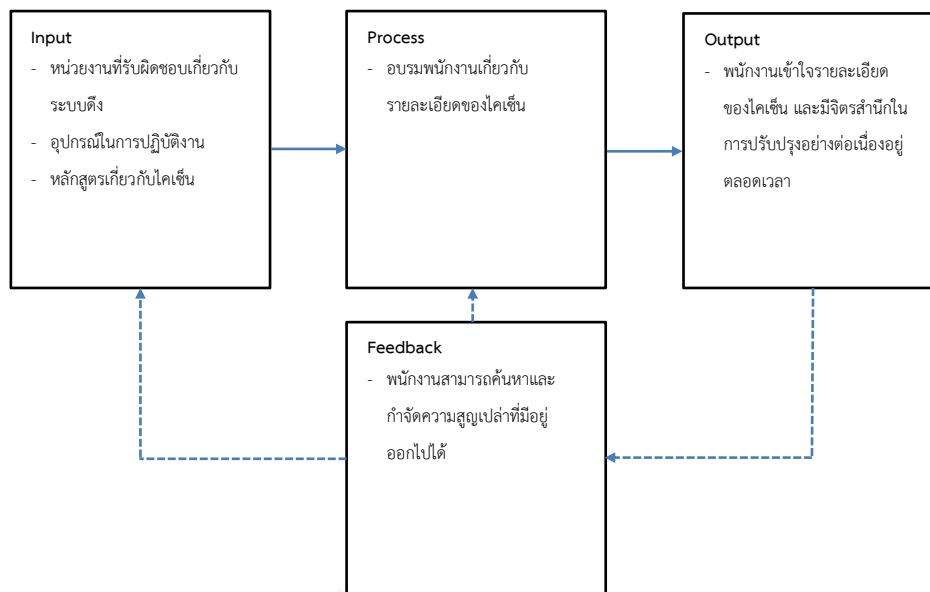 Input
- หน่วยงานที่รับผิดชอบเกี่ยวกับ
ระบบดึง
- อุปกรณ์ในการปฏิบัติงาน
- หลักสูตรเกี่ยวกับไคเซ็น
Process
- อบรมพนักงานเกี่ยวกับ
รายละเอียดของไคเซ็น
Output
- พนักงานเข้าใจรายละเอียด
ของไคเซ็น และมีจิตรสำนึกใน
การปรับปรุงอย่างต่อเนื่องอยู่
ตลอดเวลา
Feedback
- พนักงานสามารถค้นหาและ
กำจัดความสูญเปล่าที่มีอยู่
ออกไปได้